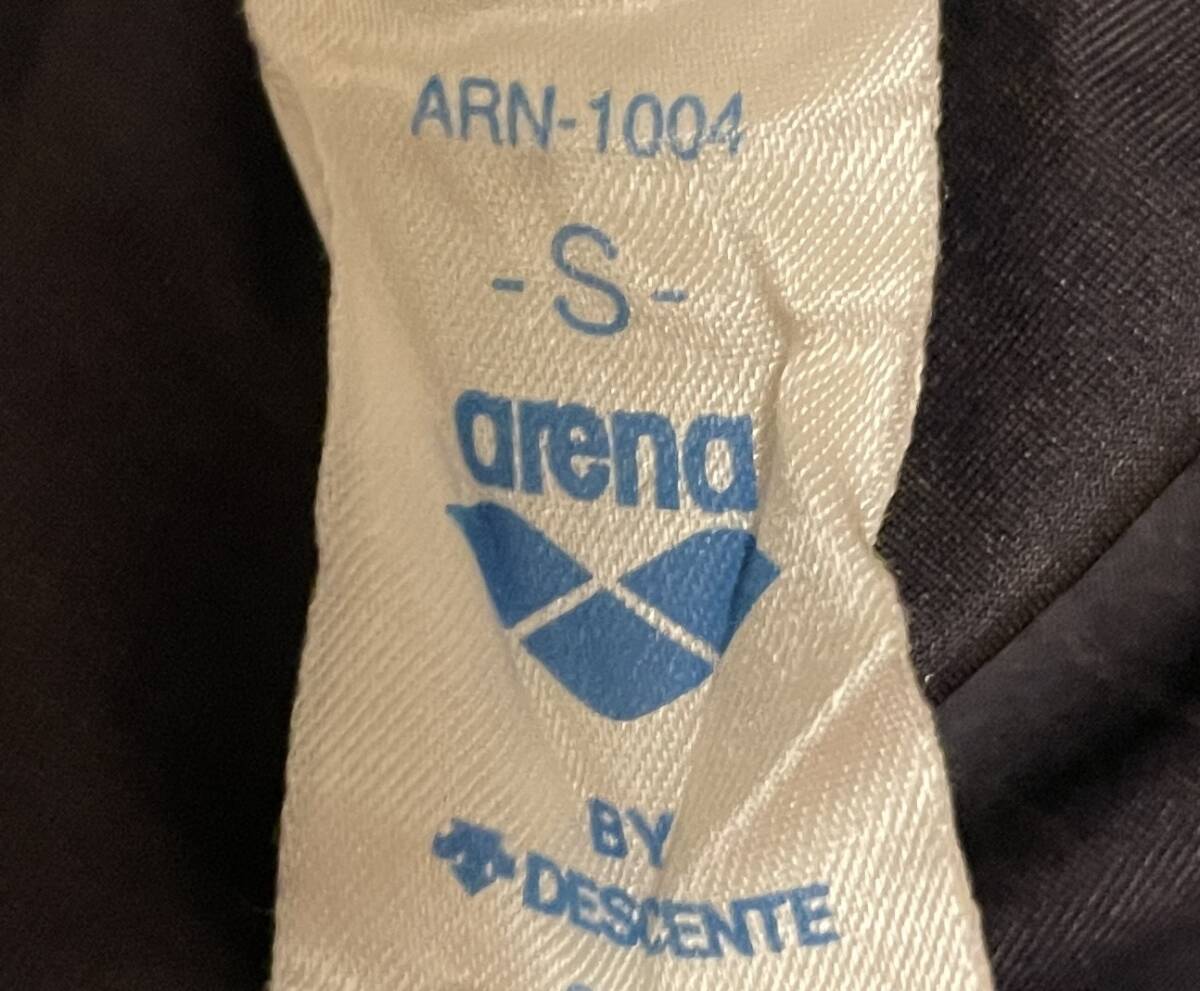 ARN-1004
-S-
arena
BY
DESCENTE